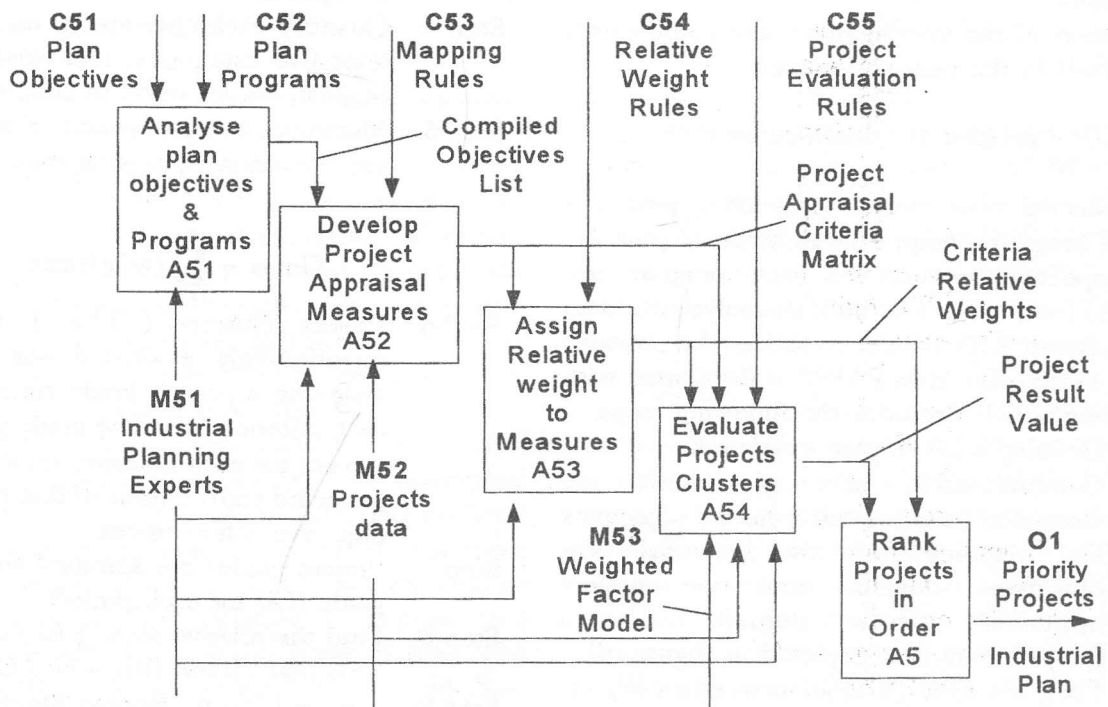 C51
Plan
Objectives
C52
Plan
Programs
C53
Mapping
Rules
C54
Relative
Weight
Rules
C55
Project
Evaluation
Rules
Analyse
plan
objectives
&
Programs
A51
Compiled
Objectives
List
Develop
Project
Appraisal
Measures
A52
Project
Aprraisal
Criteria
Matrix
Criteria
Relative
Weights
Assign
Relative
weight
to
Measures
A53
Project
Result
Value
M51
Industrial
Planning
Experts
M52
Projects
data
Evaluate
Projects
Clusters
A54
M53
Weighted
Factor
Model
Rank
Projects
in
Order
A5
O1
Priority
Projects
Industrial
Plan